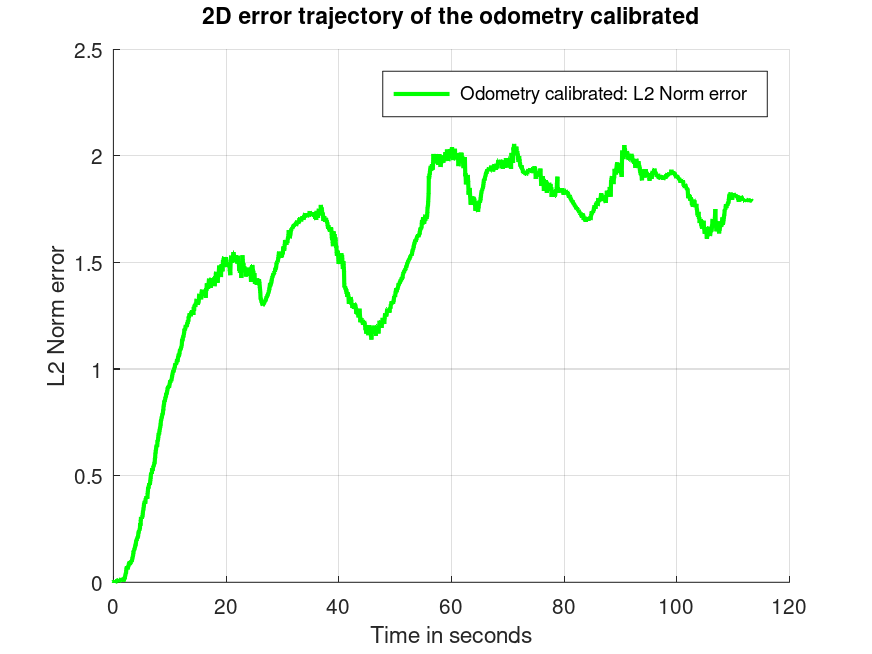 2D error trajectory of the odometry calibrated
2.5
Odometry calibrated: L2 Norm error
2
1.5
L2 Norm error
1
0.5
0
0 20 40 60 80 100 120
Time in seconds